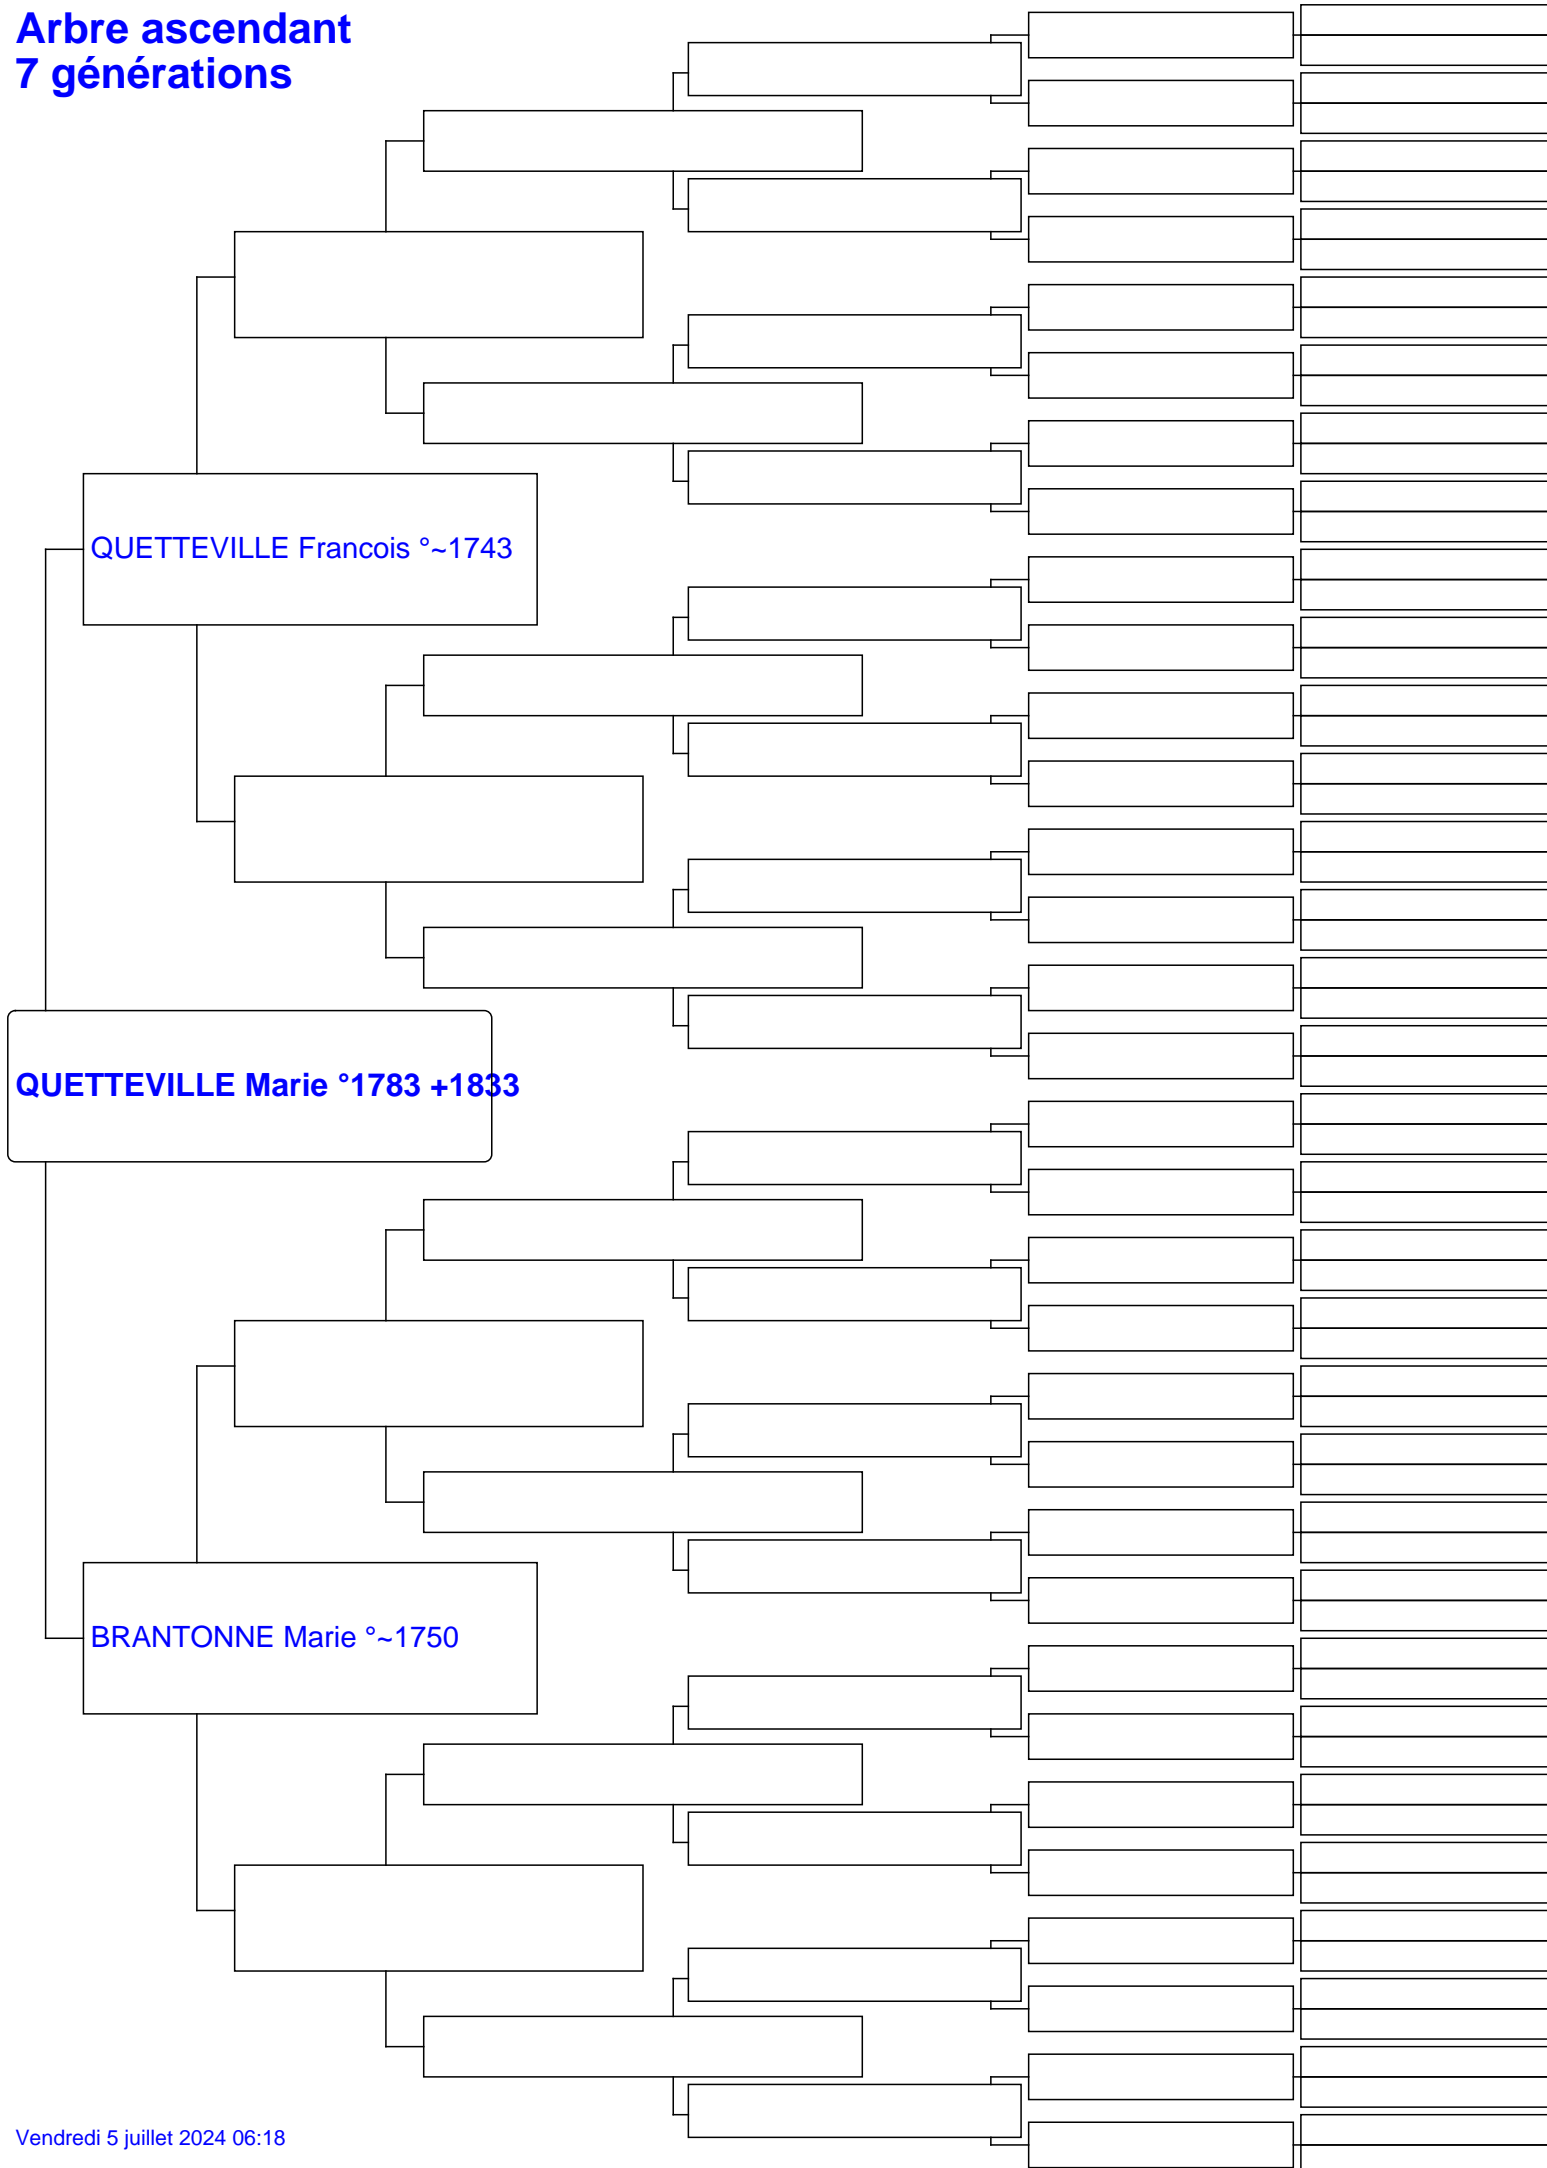 Arbre ascendant
7 générations
QUETTEVILLE Francois °~1743
QUETTEVILLE Marie °1783 +1833
BRANTONNE Marie °~1750
Vendredi 5 juillet 2024 06:18